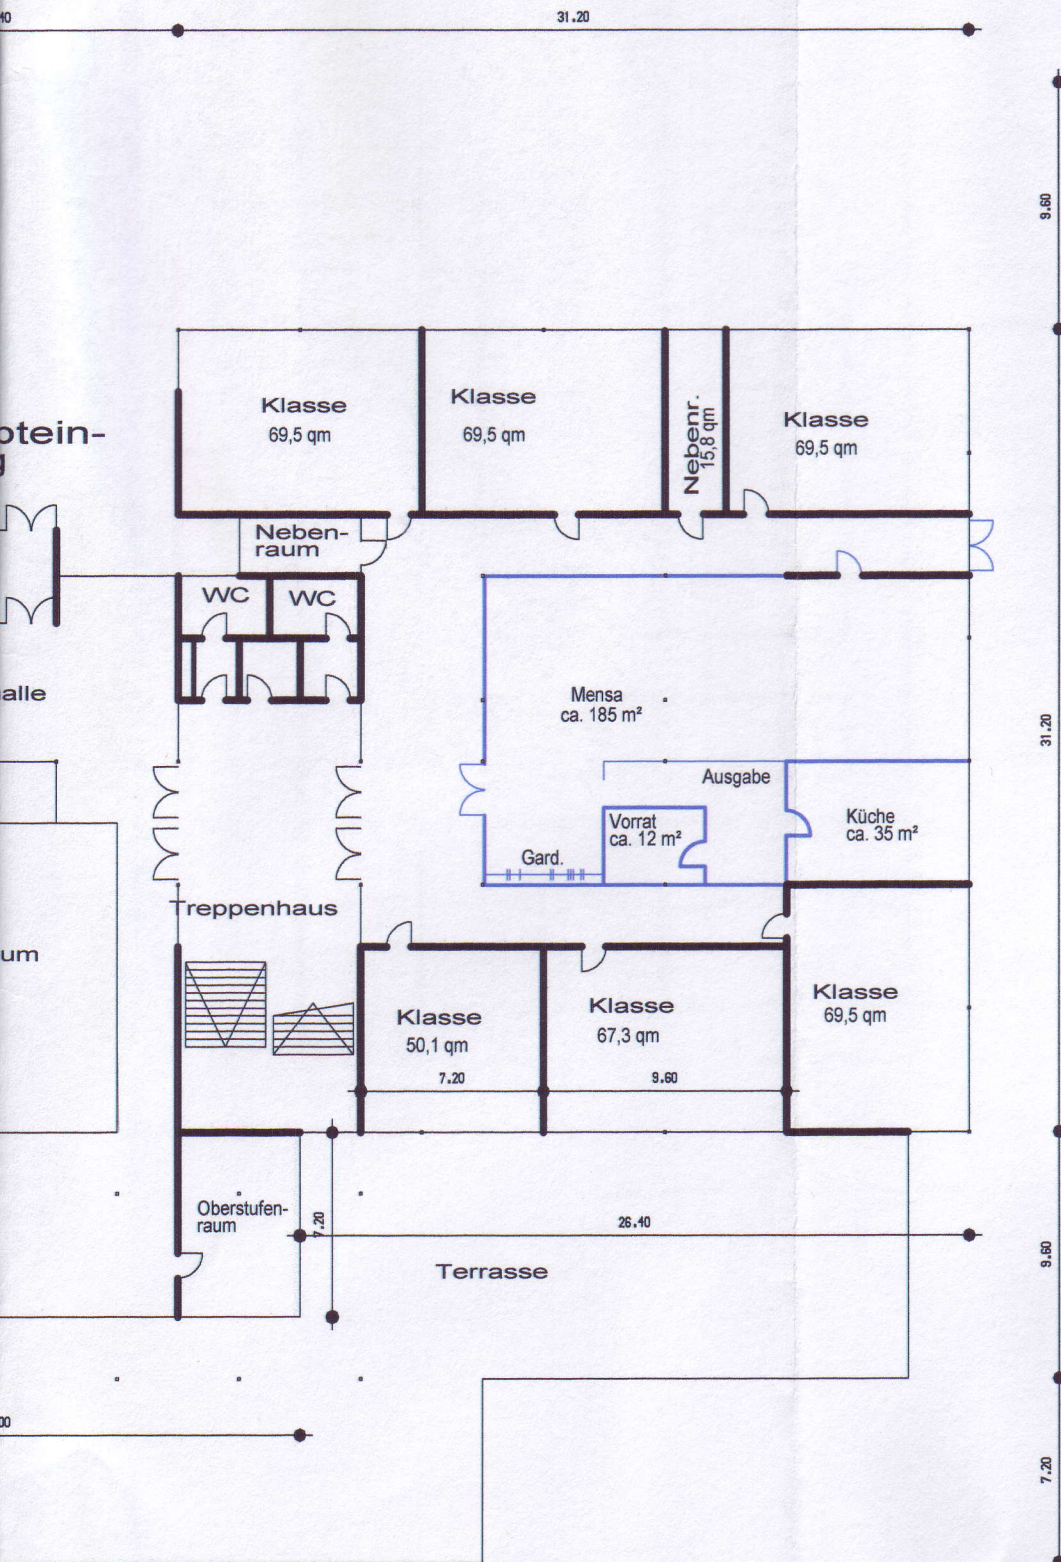 40
31.20
9.60
Klasse
69,5 qm
Klasse
69,5 qm
Nebenr.
15,8 qm
Klasse
69,5 qm
ptein-
g
Neben-
raum
WC
WC
alle
Mensa
ca. 185 m²
31.20
Ausgabe
Vorrat
ca. 12 m²
Küche
ca. 35 m²
Gard.
Treppenhaus
um
Klasse
50,1 qm
Klasse
67,3 qm
Klasse
69,5 qm
7.20
9.60
Oberstufen-
raum
7.20
26.40
Terrasse
9.60
00
7.20